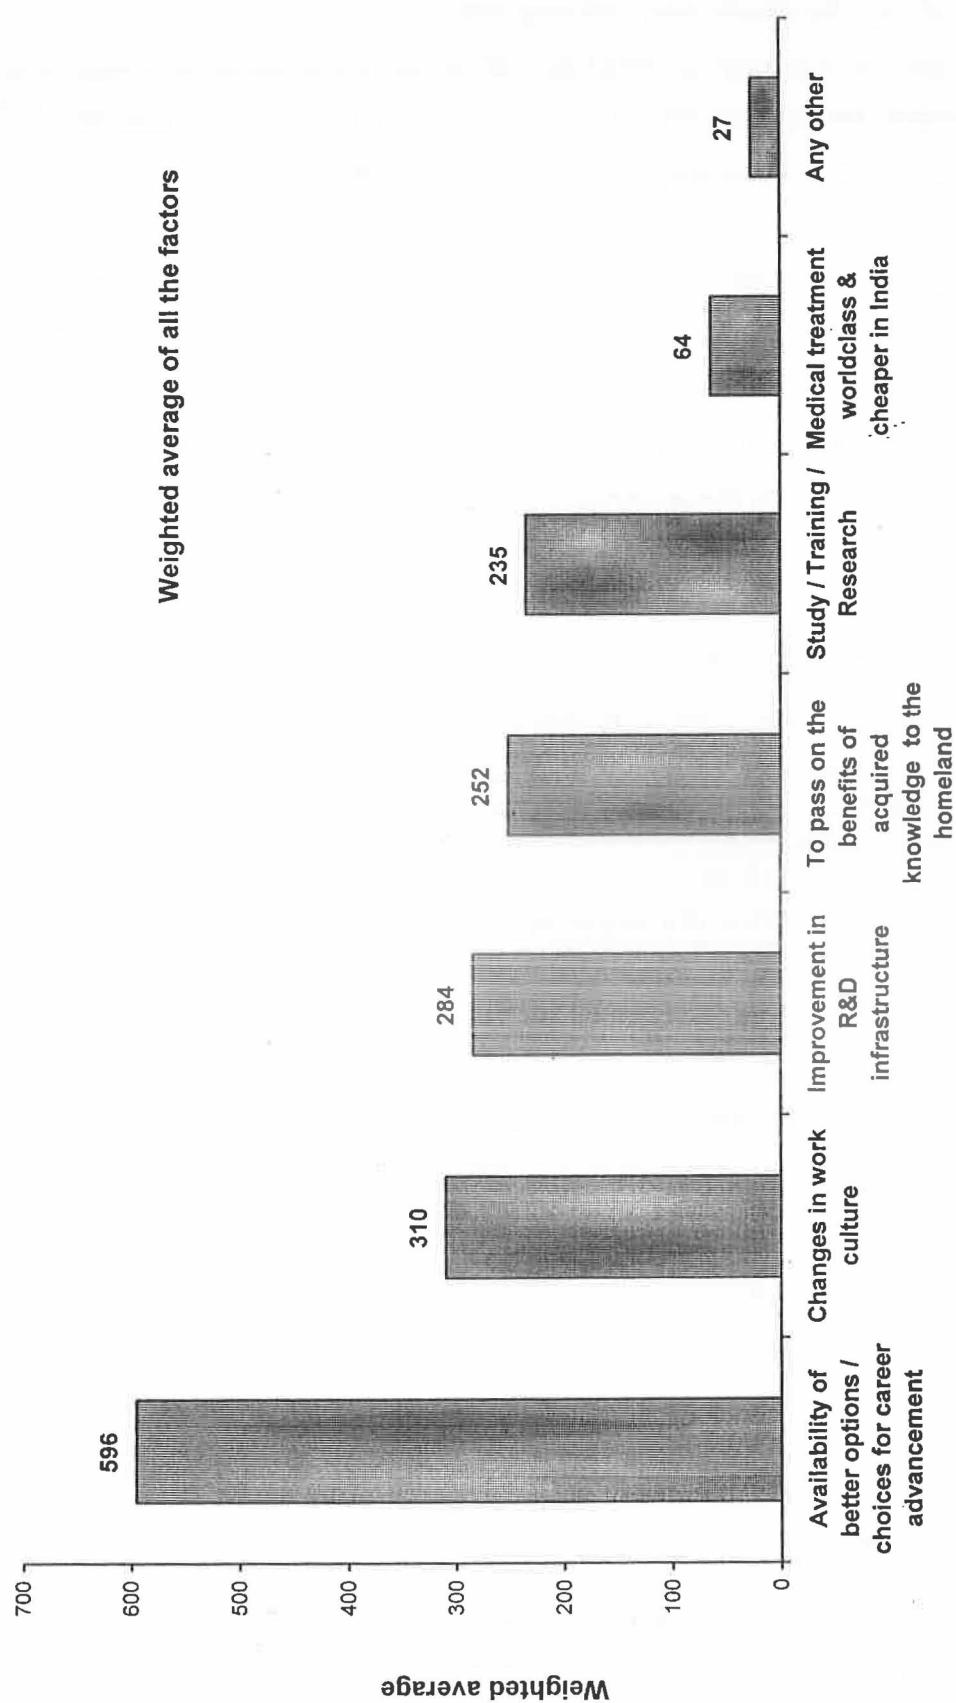 Weighted average of all the factors
Weighted average
700
600
500
400
300
200
100
0
596
310
284
252
235
64
27
Availability of
better options /
choices for career
advancement
Changes in work
culture
Improvement in
R&D
infrastructure
To pass on the
benefits of
acquired
knowledge to the
homeland
Study / Training /
Research
Medical treatment
worldclass &
cheaper in India
Any other